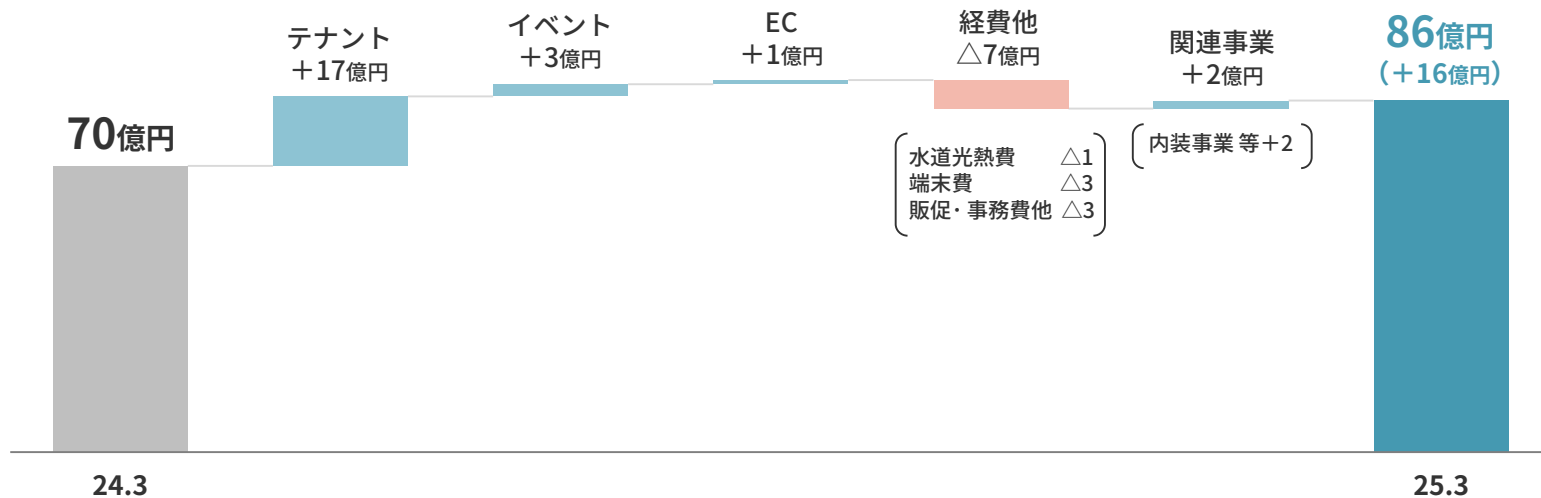 70億円
テナント
＋17億円
イベント
＋3億円
EC
＋1億円
経費他
△7億円
水道光熱費 △1
端末費 △3
販促・事務費他 △3
関連事業
＋2億円
内装事業 等＋2
86億円
（＋16億円）
24.3
25.3